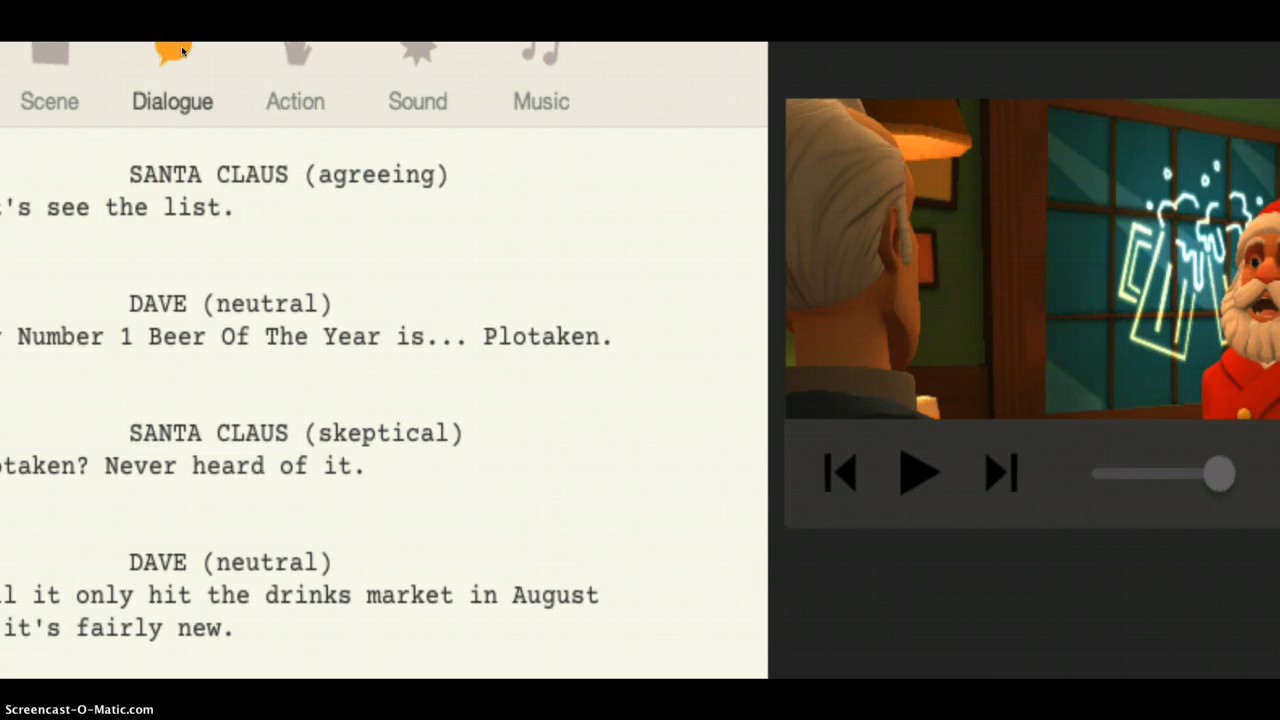 Scene Dialogue Action Sound Music
SANTA CLAUS (agreeing)
's see the list.
DAVE (neutral)
Number 1 Beer Of The Year is... Plotaken.
SANTA CLAUS (skeptical)
otaken? Never heard of it.
DAVE (neutral)
ll it only hit the drinks market in August
it's fairly new.
Screencast-O-Matic.com